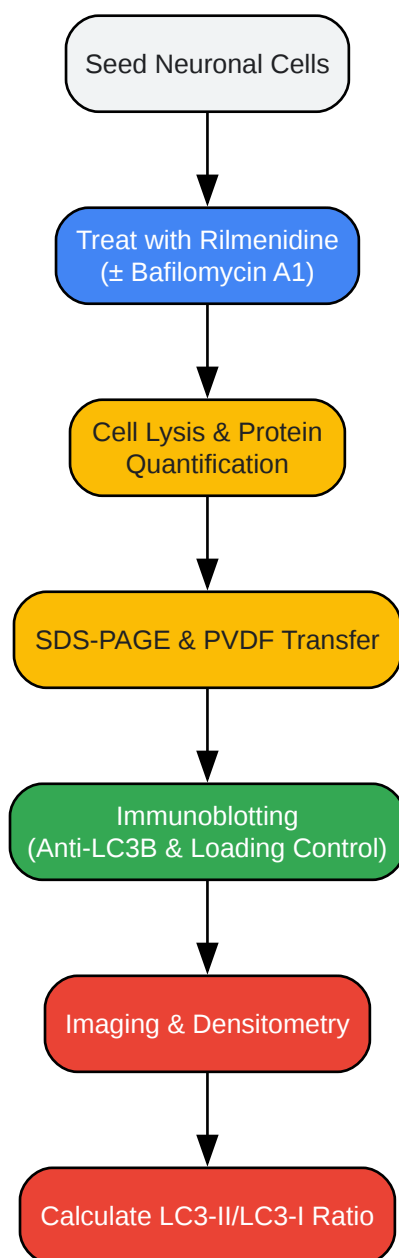 Seed Neuronal Cells
Treat with Rilmenidine
(± Bafilomycin A1)
Cell Lysis & Protein
Quantification
SDS-PAGE & PVDF Transfer
Immunoblotting
(Anti-LC3B & Loading Control)
Imaging & Densitometry
Calculate LC3-II/LC3-I Ratio